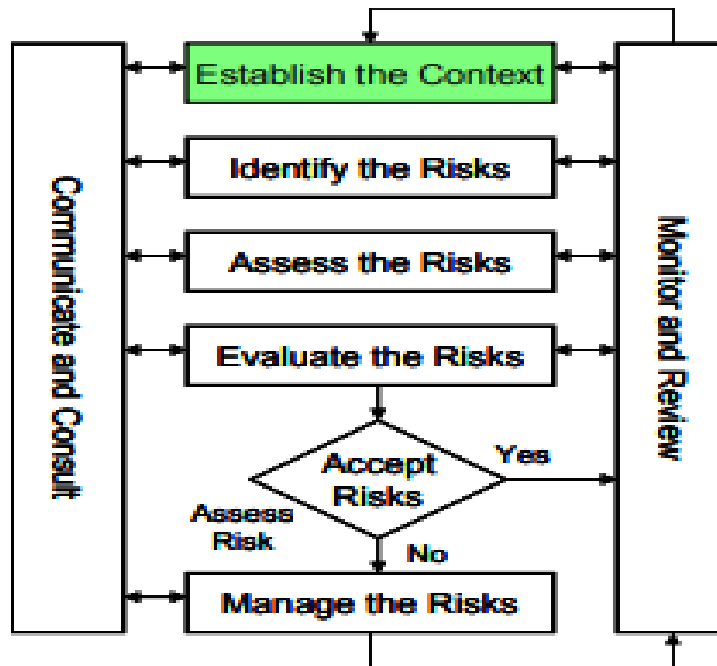 Establish the Context
Identify the Risks
Assess the Risks
Evaluate the Risks
Accept
Risks
Yes
Assess
Risk
No
Manage the Risks
Communicate and Consult
Monitor and Review